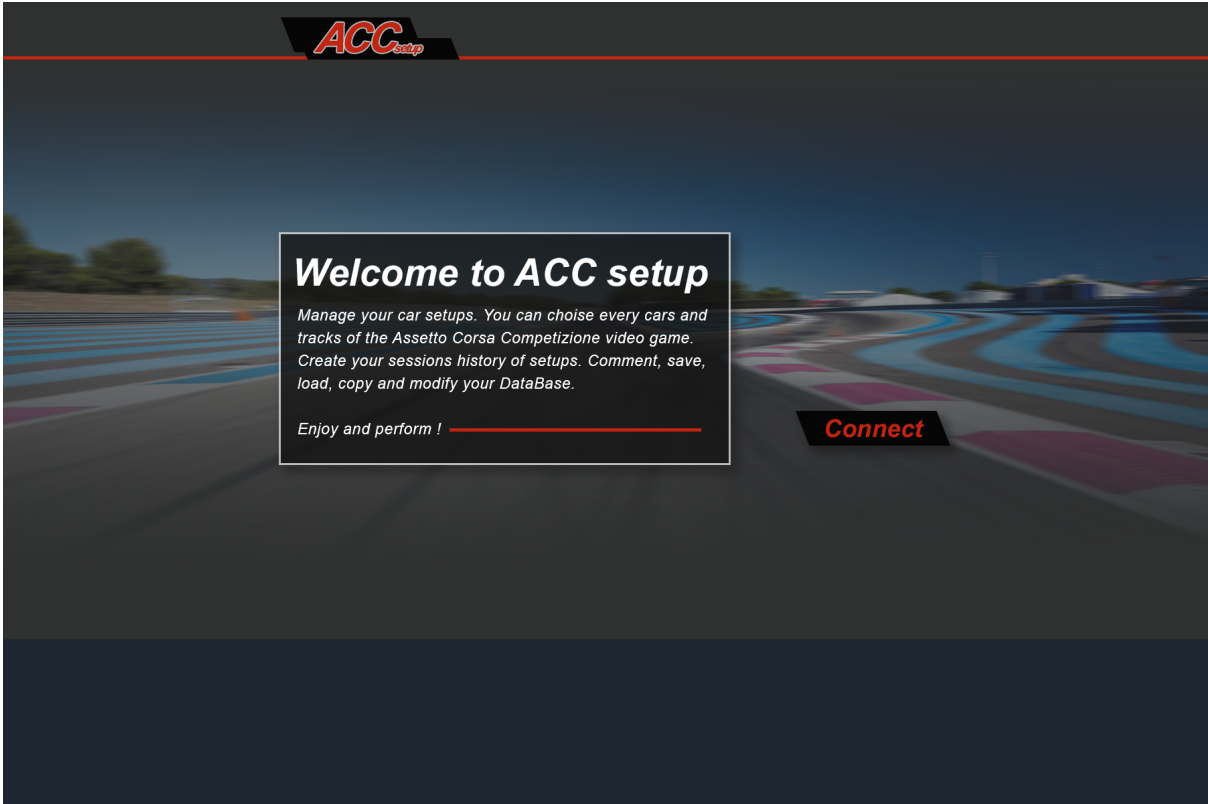 ACC setup
Welcome to ACC setup
Manage your car setups. You can choise every cars and
tracks of the Assetto Corsa Competizione video game.
Create your sessions history of setups. Comment, save,
load, copy and modify your DataBase.
Enjoy and perform !
Connect